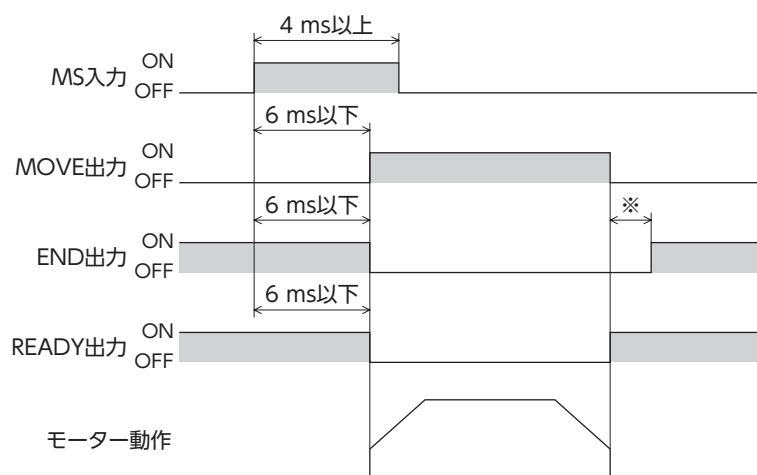 4 ms以上
MS入力 ON
OFF
6 ms以下
MOVE出力 ON
OFF
6 ms以下
※
END出力 ON
OFF
6 ms以下
READY出力 ON
OFF
モーター動作